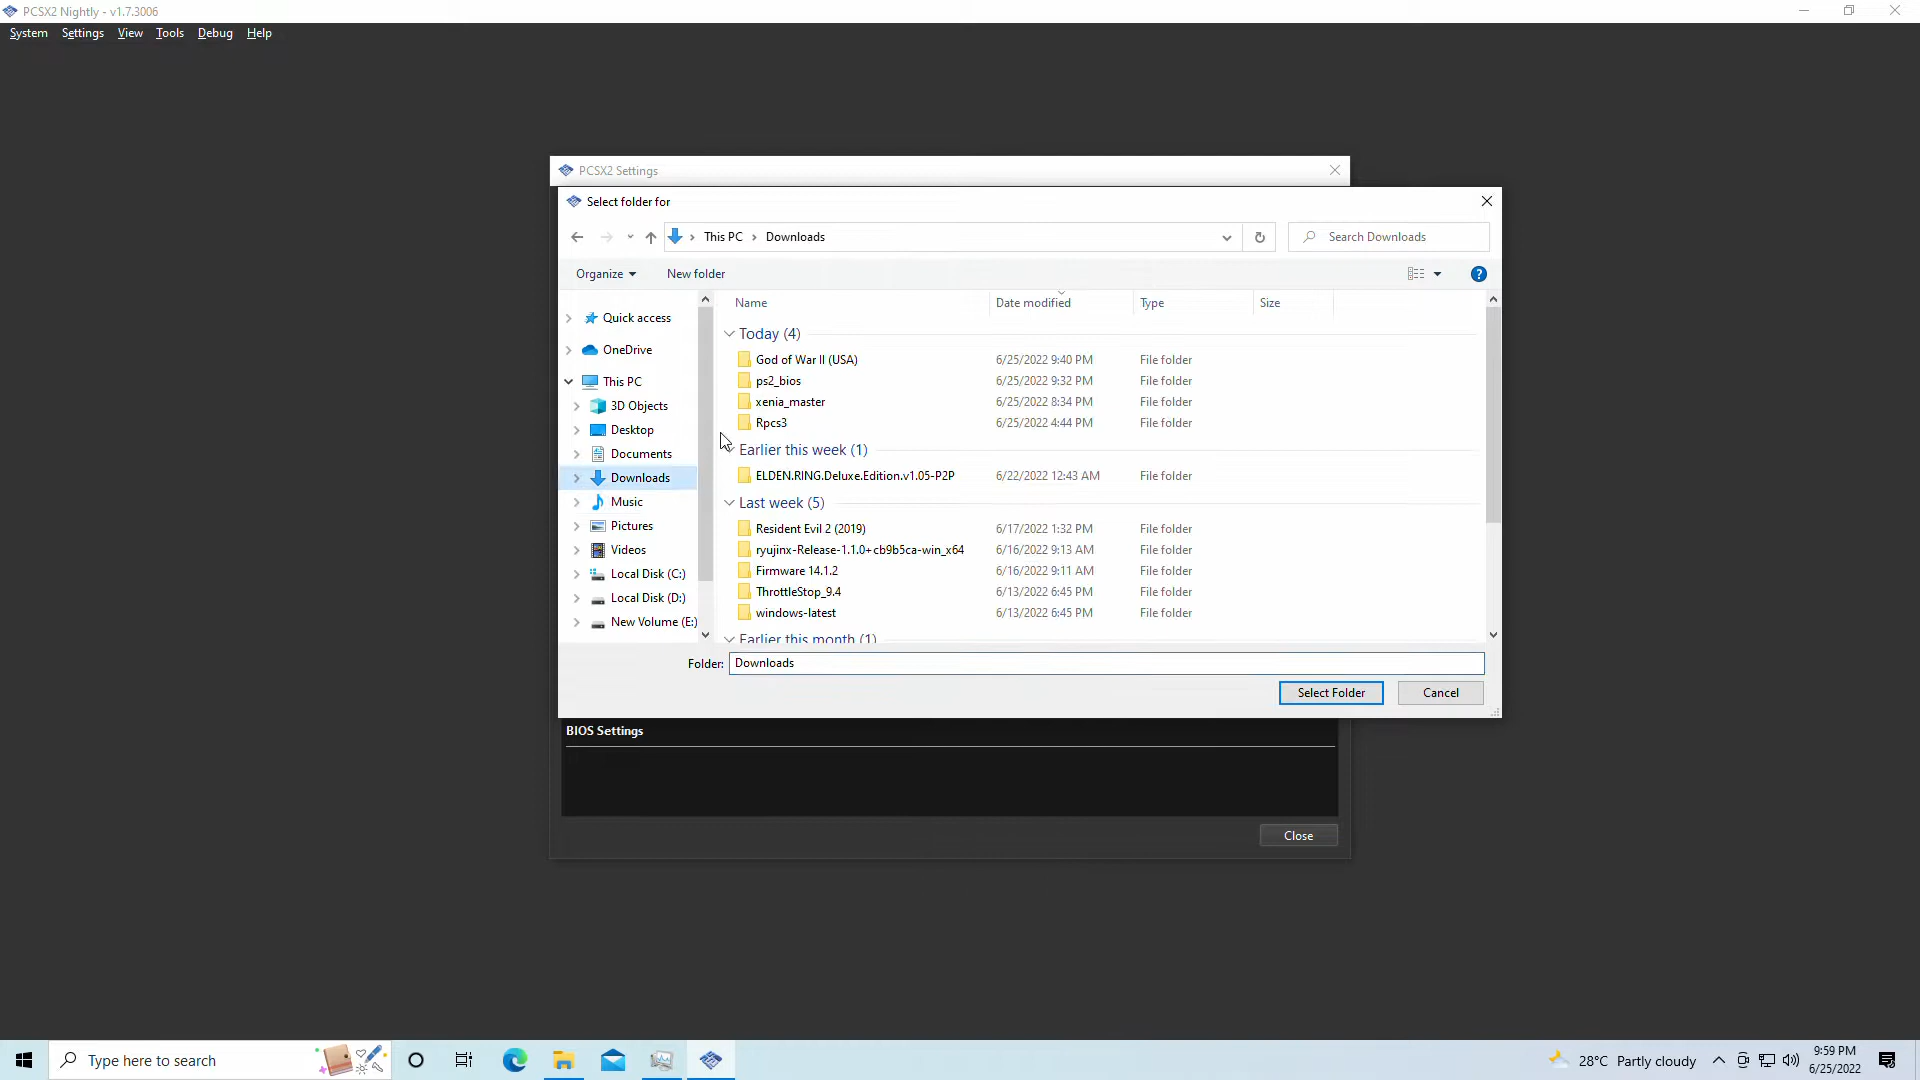 PCSX2 Nightly - v1.7.3006
System Settings View Tools Debug Help
PCSX2 Settings
Select folder for
This PC > Downloads
Search Downloads
Organize New folder
Name Date modified Type Size
Quick access
OneDrive
This PC
3D Objects
Desktop
Documents
Downloads
Music
Pictures
Videos
Local Disk (C:)
Local Disk (D:)
New Volume (E:)
Today (4)
God of War II (USA) 6/25/2022 9:40 PM File folder
ps2_bios 6/25/2022 9:32 PM File folder
xenia_master 6/25/2022 8:34 PM File folder
Rpcs3 6/25/2022 4:44 PM File folder
Earlier this week (1)
ELDEN.RING.Deluxe.Edition.v1.05-P2P 6/22/2022 12:43 AM File folder
Last week (5)
Resident Evil 2 (2019) 6/17/2022 1:32 PM File folder
ryujinx-Release-1.1.0+cb9b5ca-win_x64 6/16/2022 9:13 AM File folder
Firmware 14.1.2 6/16/2022 9:11 AM File folder
ThrottleStop_9.4 6/13/2022 6:45 PM File folder
windows-latest 6/13/2022 6:45 PM File folder
Earlier this month (1)
Folder: Downloads
Select Folder Cancel
BIOS Settings
Close
Type here to search
28°C Partly cloudy
9:59 PM
6/25/2022